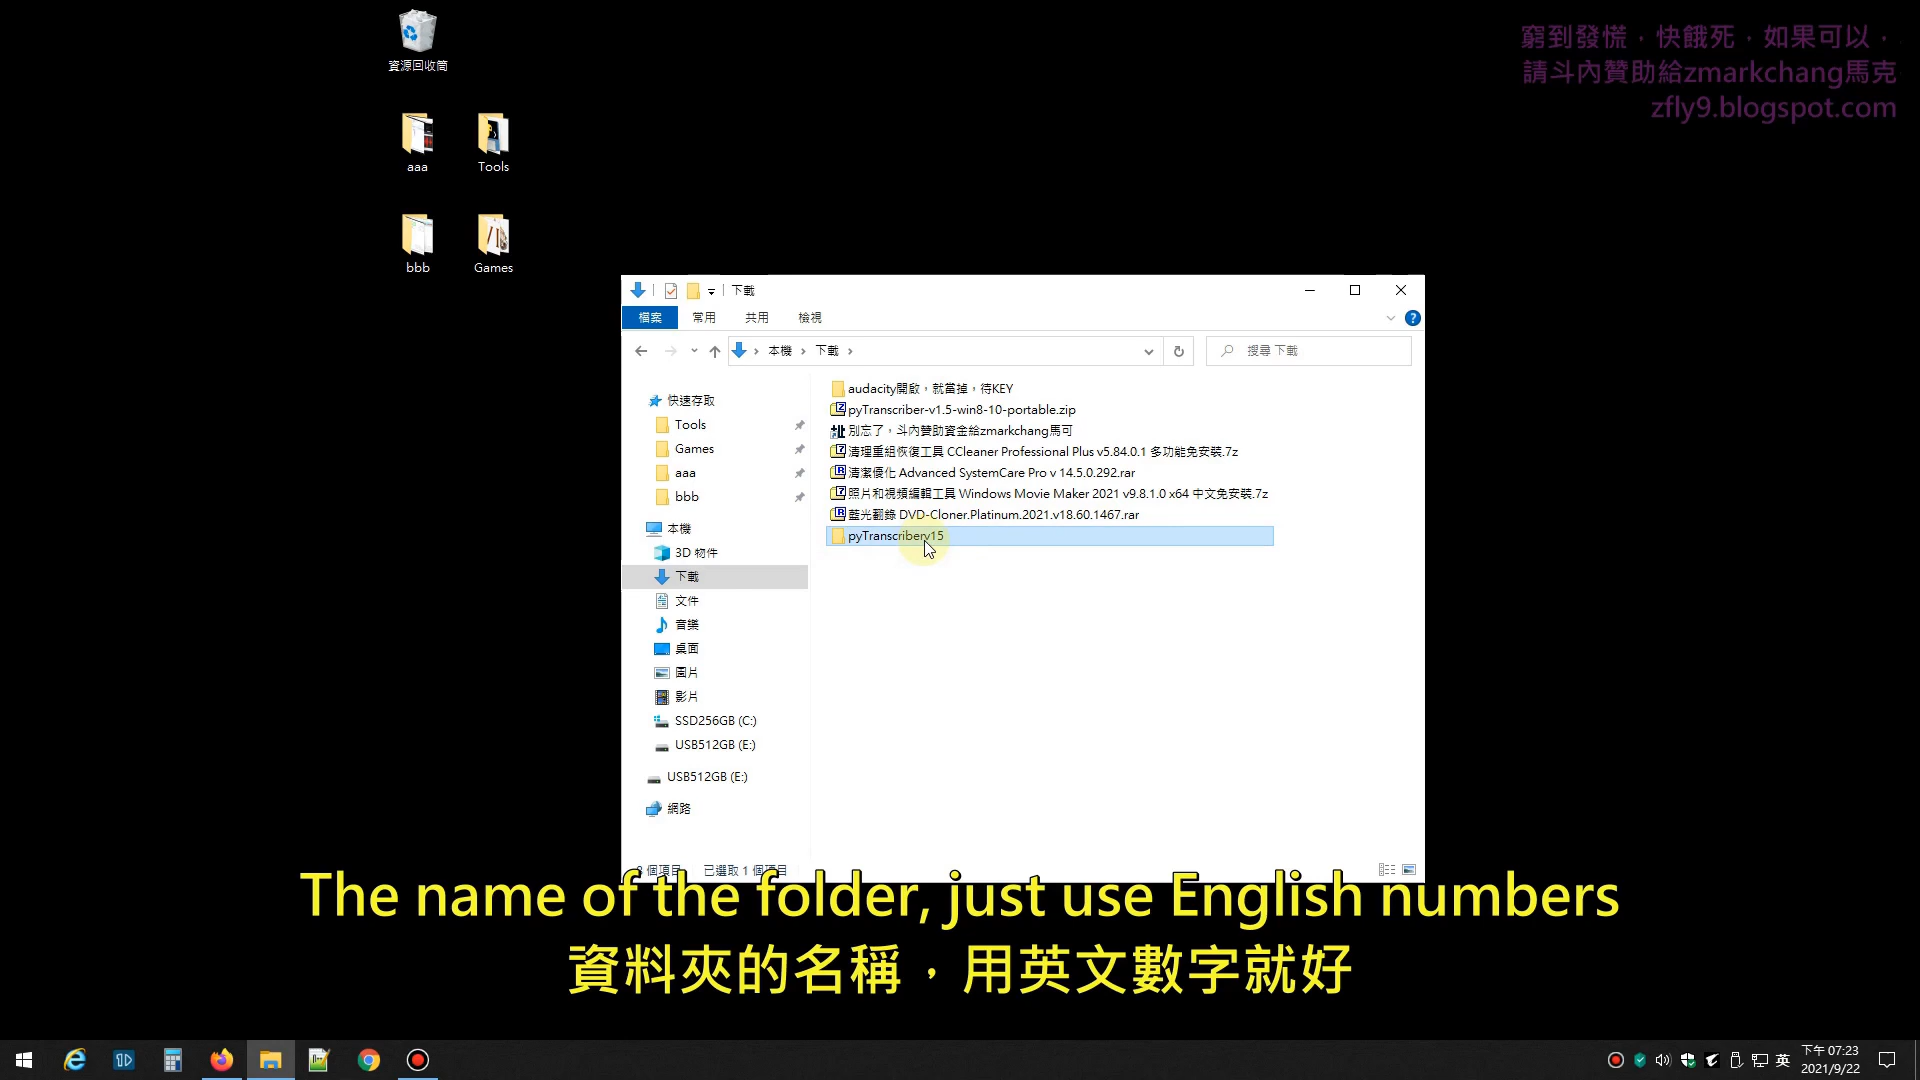 窮到發慌，快餓死，如果可以，
請斗內贊助給zmarkchang馬克
zfly9.blogspot.com
資源回收筒
aaa
Tools
bbb
Games
下載
檔案
常用
共用
檢視
本機
下載
搜尋 下載
快速存取
Tools
Games
aaa
bbb
本機
3D 物件
下載
文件
音樂
桌面
圖片
影片
SSD256GB (C:)
USB512GB (E:)
USB512GB (E:)
網路
audacity開啟，就當掉，待KEY
pyTranscriber-v1.5-win8-10-portable.zip
別忘了，斗內贊助資金給zmarkchang馬可
清理重組恢復工具 CCleaner Professional Plus v5.84.0.1 多功能免安裝.7z
清潔優化 Advanced SystemCare Pro v 14.5.0.292.rar
照片和視頻編輯工具 Windows Movie Maker 2021 v9.8.1.0 x64 中文免安裝.7z
藍光翻錄 DVD-Cloner.Platinum.2021.v18.60.1467.rar
pyTranscriberv15
個項目
已選取 1 個項目
The name of the folder, just use English numbers
資料夾的名稱，用英文數字就好
英
下午 07:23
2021/9/22